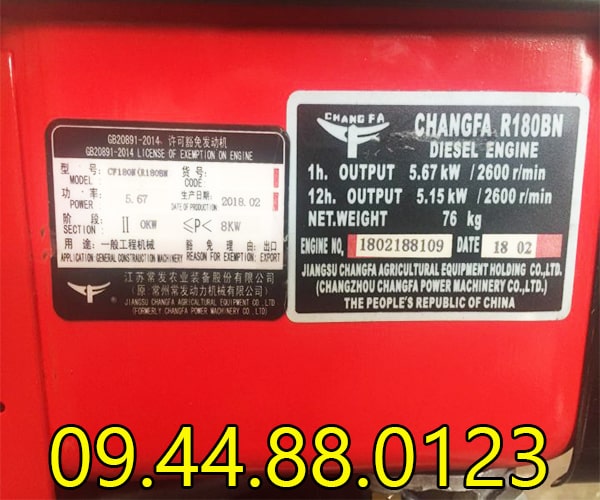 GB20891-2014, 许可豁免发动机
GB20891-2014 LICENSE OF EXEMPTION ON ENGINE
型号: CF180N(R180BN) 货号:
MODEL: CODE
功率: 5.67 生产日期: 2018.02
POWER DATE OF PRODUCTION
阶段: II 0KW ≤P< 8KW
SECTION
用途: 一般工程机械 豁免理由: 出口
APPLICATION: GENERAL CONSTRUCTION MACHINERY REASON FOR EXEMPTION: EXPORT
江苏常发农业装备股份有限公司
(原常州常发动力机械有限公司)
JIANGSU CHANGFA AGRICALTURAL EQUIPMENT CO. LTD
(FORMERLY. CHANGFA POWER MACHINERY CO., LTD)
CHANG FA
CHANGFA R180BN
DIESEL ENGINE
1h. OUTPUT 5.67 kW / 2600 r/min
12h. OUTPUT 5.15 kW / 2600 r/min
NET.WEIGHT 76 kg
ENGINE NO, 1802188109 DATE 18 02
JIANGSU CHANGFA AGRICULTURAL EQUIPMENT HOLDING CO.,LTD.
(CHANGZHOU CHANGFA POWER MACHINERY CO.,LTD.)
THE PEOPLE'S REPUBLIC OF CHINA
09.44.88.0123